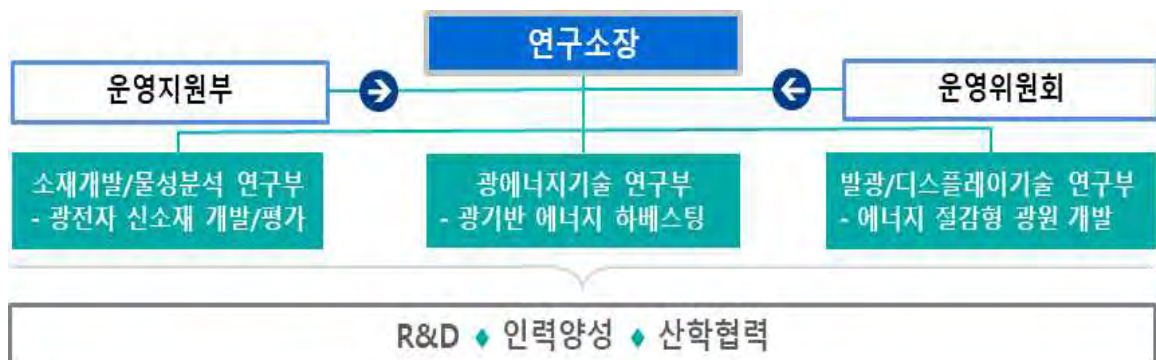 연구소장
운영지원부
운영위원회
소재개발/물성분석 연구부
- 광전자 신소재 개발/평가
광에너지기술 연구부
- 광기반 에너지 하베스팅
발광/디스플레이기술 연구부
- 에너지 절감형 광원 개발
R&D ♦ 인력양성 ♦ 산학협력